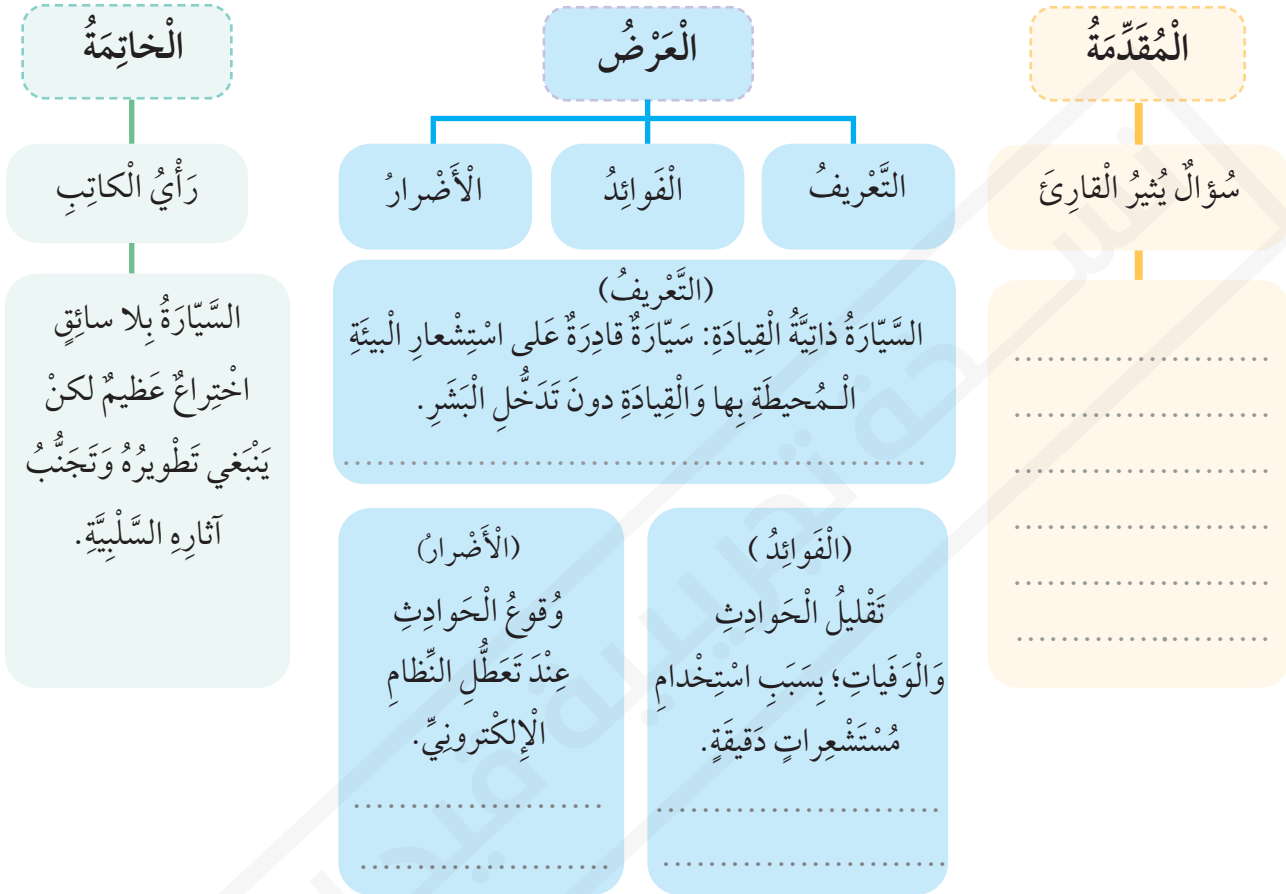 الْمُقَدِّمَةُ
سُؤالٌ يُثيرُ الْقارِئَ
......................
......................
......................
......................
......................
......................
الْعَرْضُ
التَّعْريفُ
الْفَوائِدُ
الْأَضْرارُ
(التَّعْريفُ)
السَّيّارَةُ ذاتِيَّةُ الْقِيادَةِ: سَيّارَةٌ قادِرَةٌ عَلى اسْتِشْعارِ الْبيئَةِ
الْـمُحيطَةِ بِها وَالْقِيادَةِ دونَ تَدَخُّلِ الْبَشَرِ.
..................................................
(الْفَوائِدُ )
تَقْليلُ الْحَوادِثِ
وَالْوَفَياتِ؛ بِسَبَبِ اسْتِخْدامِ
مُسْتَشْعِراتٍ دَقيقَةٍ.
.........................
.........................
(الْأَضْرارُ)
وُقوعُ الْحَوادِثِ
عِنْدَ تَعَطُّلِ النِّظامِ
الْإِلكْترونِيِّ.
......................
......................
الْخاتِمَةُ
رَأْيُ الْكاتِبِ
السَّيّارَةُ بِلا سائِقٍ
اخْتِراعٌ عَظيمٌ لكنْ
يَنْبَغي تَطْويرُهُ وَتَجَنُّبُ
آثارِهِ السَّلْبِيَّةِ.